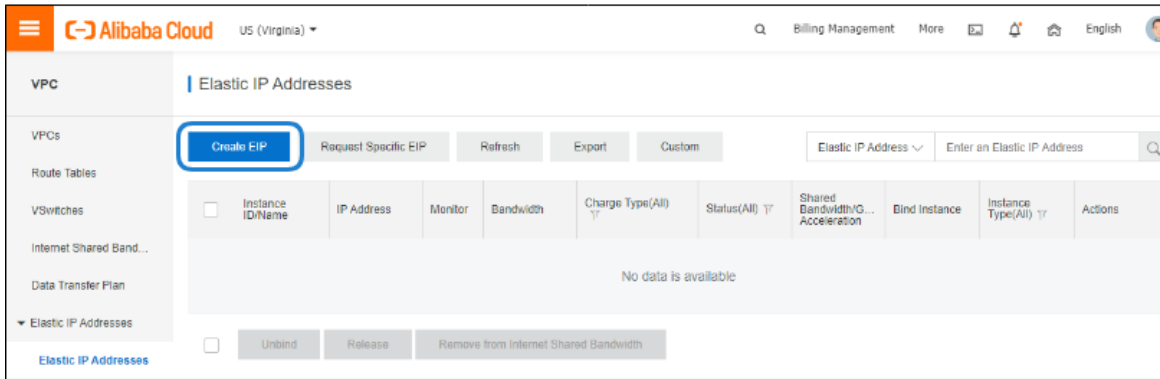 Alibaba Cloud US (Virginia) Billing Management More English
VPC
Elastic IP Addresses
VPCs
Route Tables
VSwitches
Internet Shared Band...
Data Transfer Plan
Elastic IP Addresses
Elastic IP Addresses
Create EIP Request Specific EIP Refresh Export Custom Elastic IP Address Enter an Elastic IP Address
Instance
ID/Name
IP Address
Monitor
Bandwidth
Charge Type(All)
Status(All)
Shared
Bandwidth/G...
Acceleration
Bind Instance
Instance
Type(All)
Actions
No data is available
Unbind Release Remove from Internet Shared Bandwidth